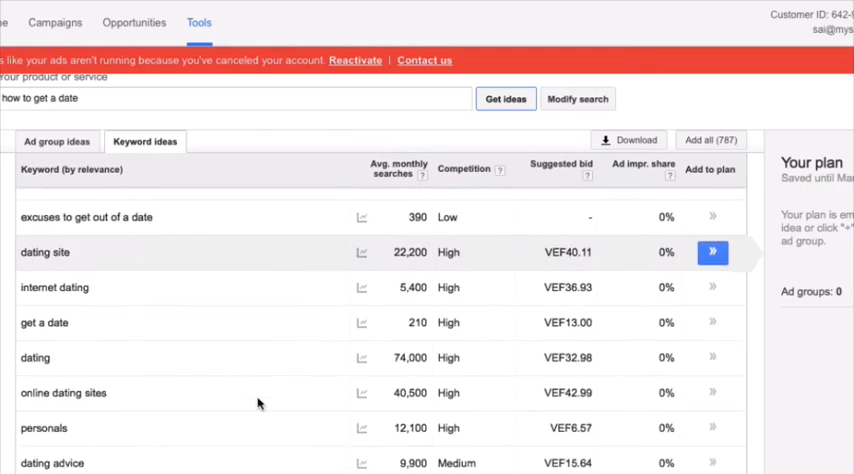 Campaigns Opportunities Tools
Customer ID: 642-
sai@mys
like your ads aren't running because you've canceled your account. Reactivate | Contact us
Your product or service
how to get a date
Get ideas Modify search
Ad group ideas Keyword ideas
Download Add all (787)
Keyword (by relevance) Avg. monthly searches ? Competition ? Suggested bid ? Ad impr. share ? Add to plan
excuses to get out of a date 390 Low - 0% »
dating site 22,200 High VEF40.11 0% »
internet dating 5,400 High VEF36.93 0% »
get a date 210 High VEF13.00 0% »
dating 74,000 High VEF32.98 0% »
online dating sites 40,500 High VEF42.99 0% »
personals 12,100 High VEF6.57 0% »
dating advice 9,900 Medium VEF15.64 0% »
Your plan
Saved until Mar
Your plan is em
idea or click "+"
ad group.
Ad groups: 0